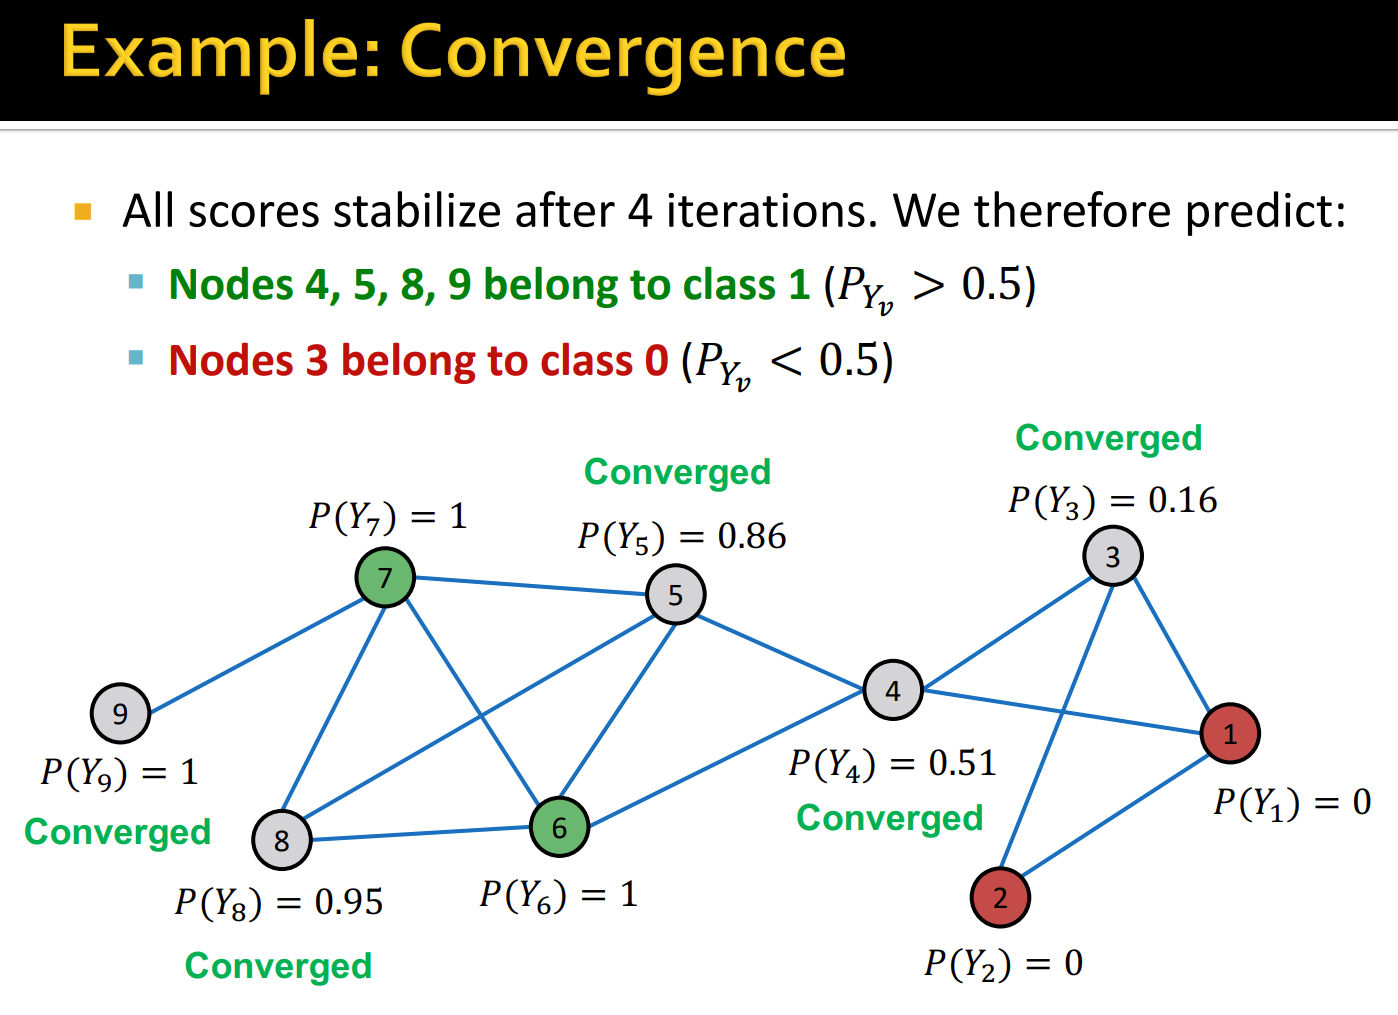 Example: Convergence
All scores stabilize after 4 iterations. We therefore predict:
Nodes 4, 5, 8, 9 belong to class 1 (P_{Y_v} > 0.5)
Nodes 3 belong to class 0 (P_{Y_v} < 0.5)
Converged
P(Y_3) = 0.16
3
Converged
P(Y_5) = 0.86
5
P(Y_7) = 1
7
4
P(Y_4) = 0.51
Converged
9
P(Y_9) = 1
Converged
1
P(Y_1) = 0
8
P(Y_8) = 0.95
Converged
6
P(Y_6) = 1
2
P(Y_2) = 0